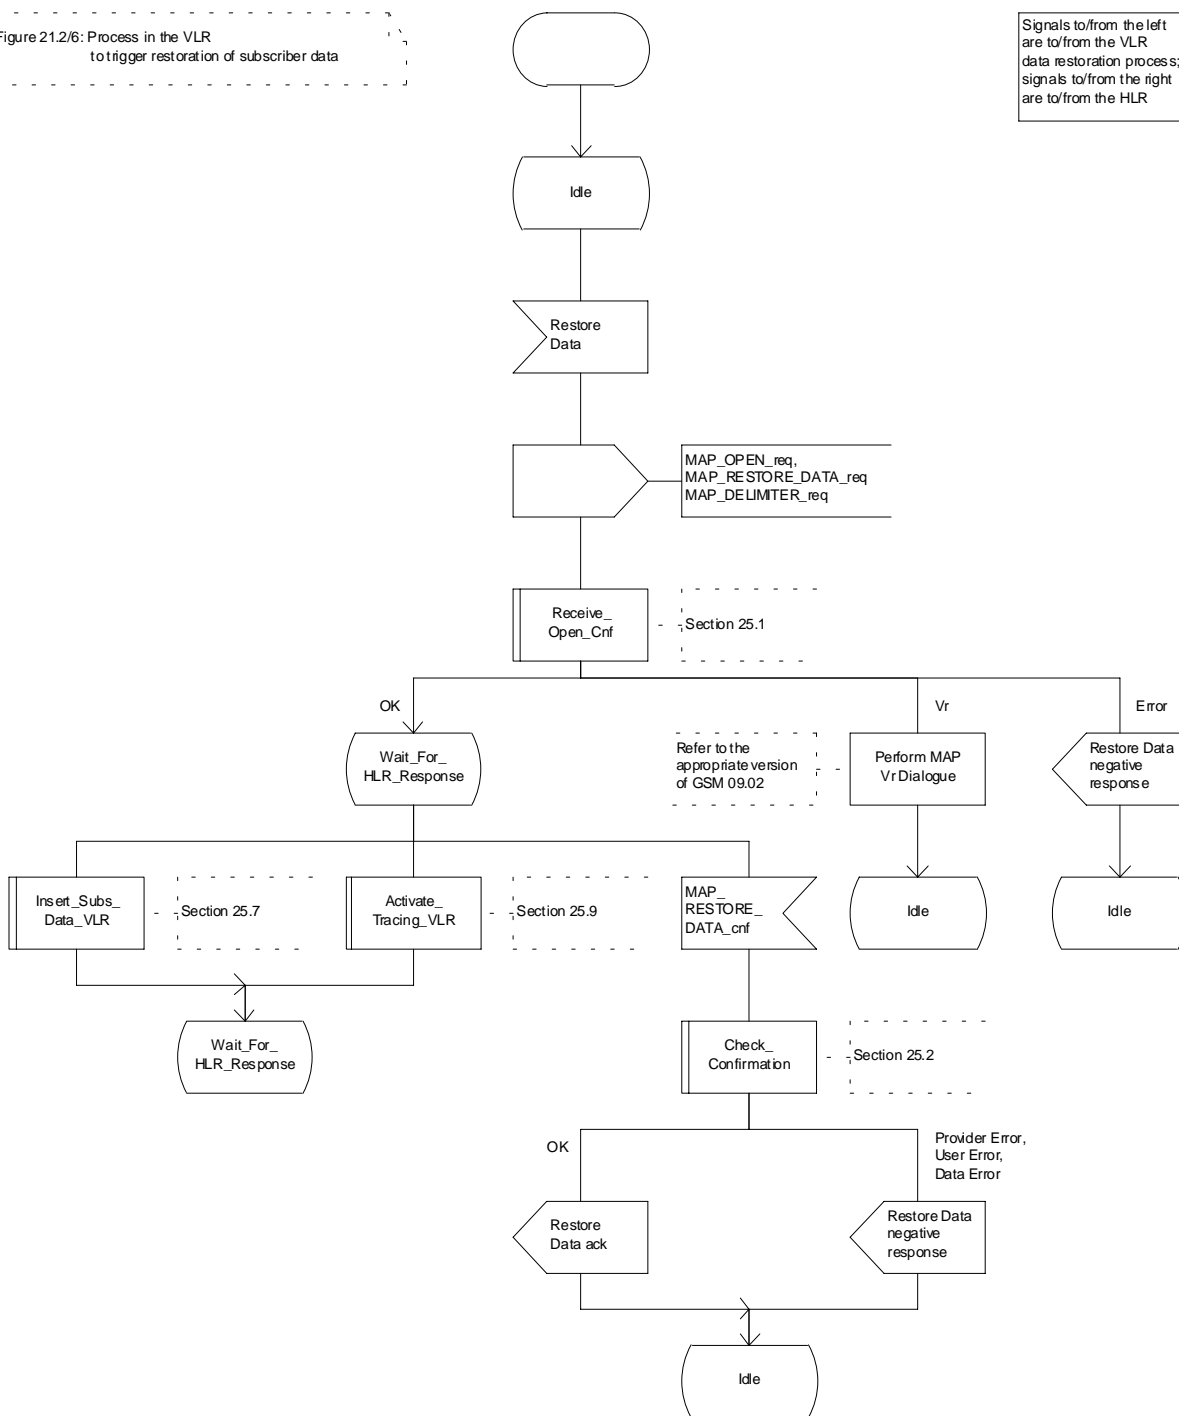 Figure 21.2/6: Process in the VLR
to trigger restoration of subscriber data
Signals to/from the left
are to/from the VLR
data restoration process;
signals to/from the right
are to/from the HLR
Idle
Restore
Data
MAP_OPEN_req,
MAP_RESTORE_DATA_req
MAP_DELIMITER_req
Receive_
Open_Cnf
Section 25.1
OK
Vr
Error
Wait_For_
HLR_Response
Refer to the
appropriate version
of GSM 09.02
Perform MAP
Vr Dialogue
Restore Data
negative
response
Insert_Subs_
Data_VLR
Section 25.7
Activate_
Tracing_VLR
Section 25.9
MAP_
RESTORE_
DATA_cnf
Idle
Idle
Wait_For_
HLR_Response
Check_
Confirmation
Section 25.2
OK
Provider Error,
User Error,
Data Error
Restore
Data ack
Restore Data
negative
response
Idle